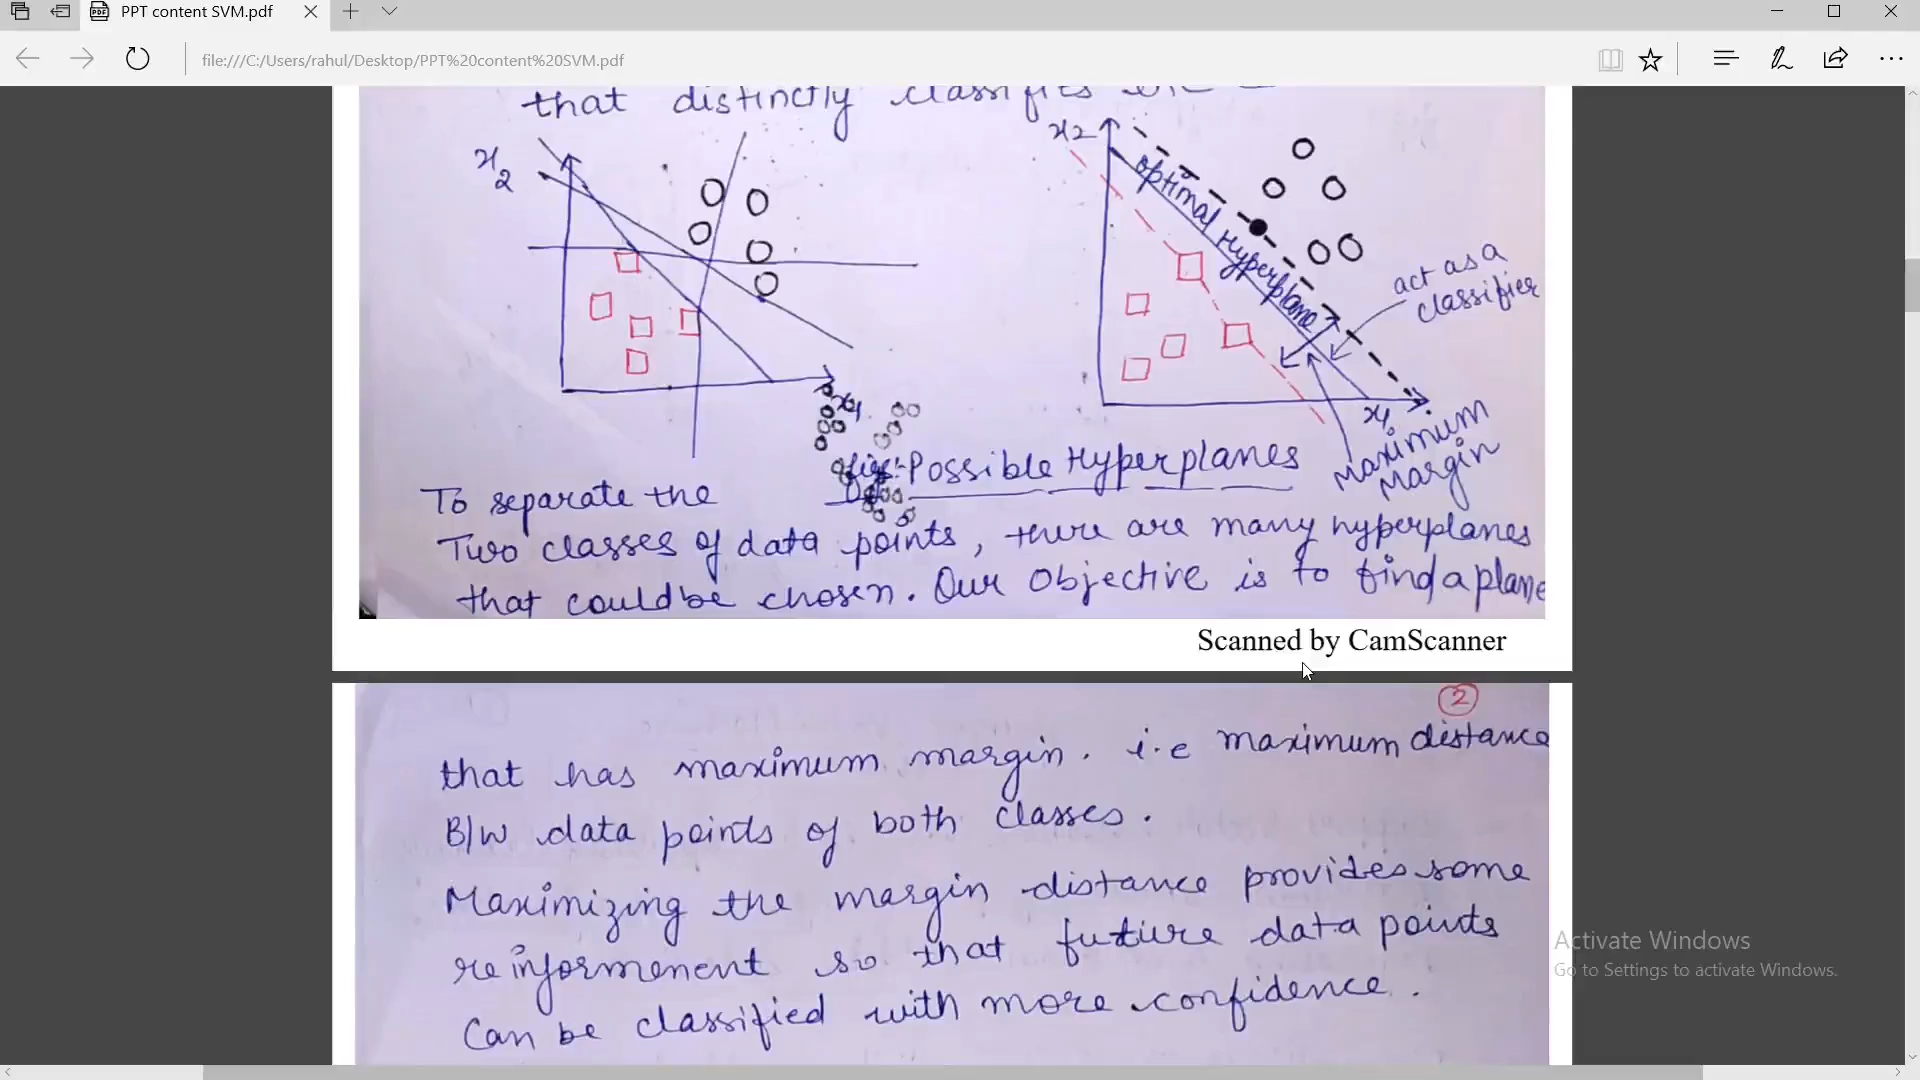 PPT content SVM.pdf
file:///C:/Users/rahul/Desktop/PPT%20content%20SVM.pdf
that distinctly classifies
x2
x1
x2
optimal Hyperplane
act as a
classifier
x1
maximum
margin
fig:- Possible Hyperplanes
To separate the
Two classes of data points, there are many hyperplanes
that could be chosen. Our objective is to find a plane
Scanned by CamScanner
2
that has maximum margin. i.e maximum distance
B/W data points of both classes.
Maximizing the margin distance provides some
reinformenent so that future data points
Can be classified with more confidence.
Activate Windows
Go to Settings to activate Windows.